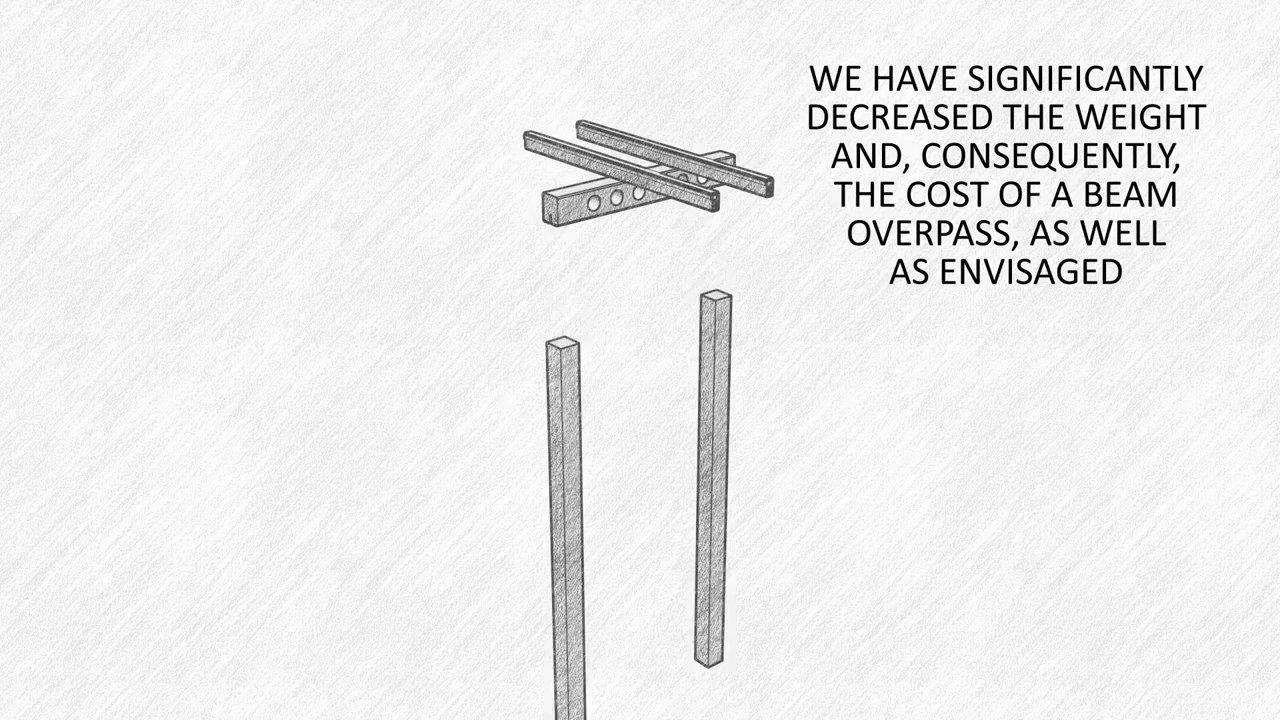 WE HAVE SIGNIFICANTLY
DECREASED THE WEIGHT
AND, CONSEQUENTLY,
THE COST OF A BEAM
OVERPASS, AS WELL
AS ENVISAGED